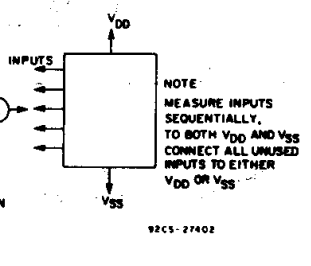 VDD
INPUTS
NOTE
MEASURE INPUTS
SEQUENTIALLY,
TO BOTH VDD AND VSS
CONNECT ALL UNUSED
INPUTS TO EITHER
VDD OR VSS
VSS
N
92CS-27402